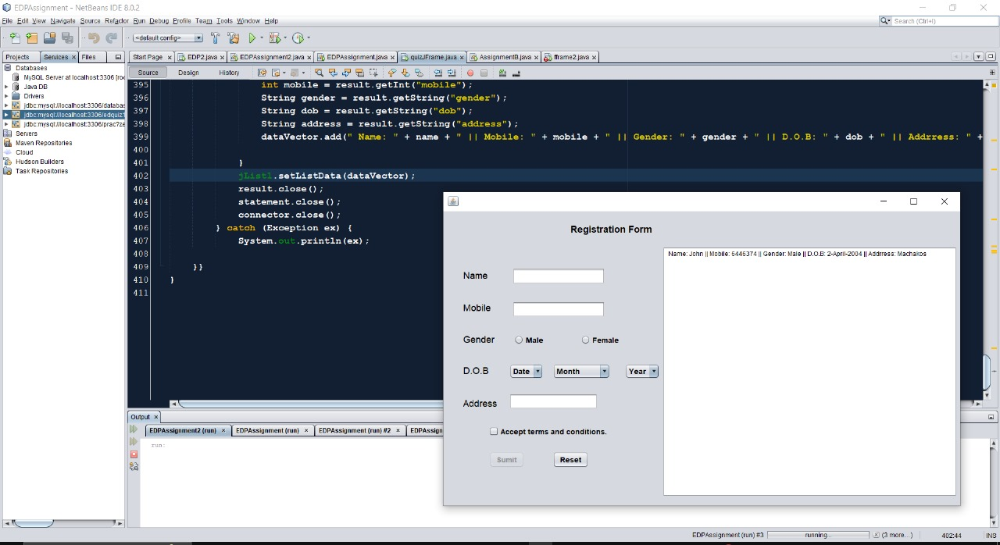 EDPAssignment - NetBeans IDE 8.0.2
File Edit View Navigate Source Refactor Run Debug Profile Team Tools Window Help
Search (Ctrl+I)
<default config>
Projects Services Files
Start Page EDP2.java EDPAssignment2.java EDPAssignment.java quizJFrame.java AssignmentB.java fframe2.java
Source Design History
Databases
MySQL Server at localhost:3306 [roo
Java DB
Drivers
jdbc:mysql://localhost:3306/databas
jdbc:mysql://localhost:3306/edquiz1
jdbc:mysql://localhost:3306/prac?ze
Servers
Maven Repositories
Cloud
Hudson Builders
Task Repositories
395 int mobile = result.getInt("mobile");
396 String gender = result.getString("gender");
397 String dob = result.getString("dob");
398 String address = result.getString("address");
399 dataVector.add(" Name: " + name + " || Mobile: " + mobile + " || Gender: " + gender + " || D.O.B: " + dob + " || Addrress: " +
400
401 }
402 jList1.setListData(dataVector);
403 result.close();
404 statement.close();
405 connector.close();
406 } catch (Exception ex) {
407 System.out.println(ex);
408
409 }}
410 }
411
Registration Form
Name
Mobile
Gender Male Female
D.O.B Date Month Year
Address
Accept terms and conditions.
Sumit Reset
Name: John || Mobile: 6446374 || Gender: Male || D.O.B: 2-April-2004 || Addrress: Machakos
Output
EDPAssignment2 (run) EDPAssignment (run) EDPAssignment (run) #2 EDPAssign
run:
EDPAssignment (run) #3 running... (3 more...) 402:44 INS